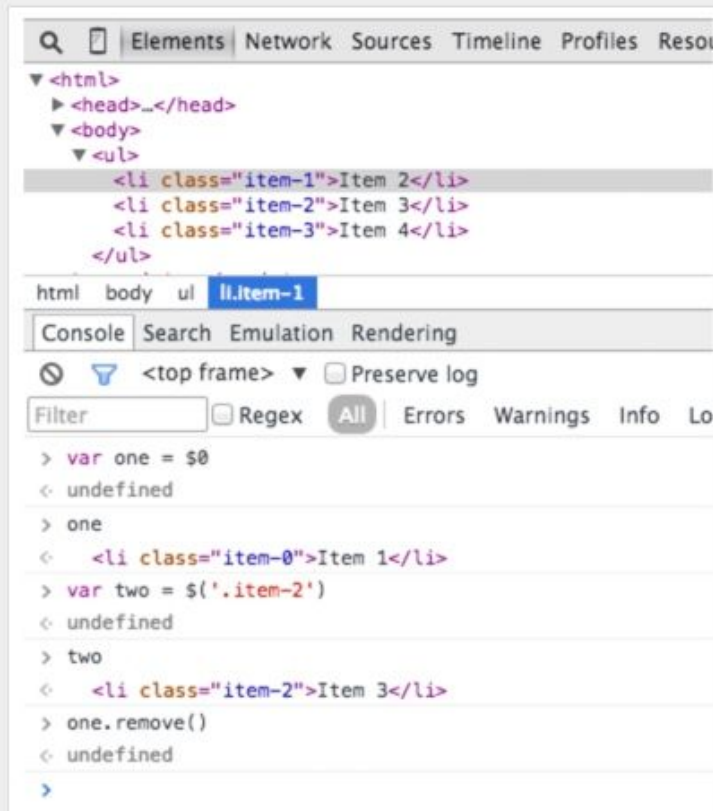 Elements Network Sources Timeline Profiles
▼ <html>
▶ <head>…</head>
▼ <body>
▼ <ul>
<li class="item-1">Item 2</li>
<li class="item-2">Item 3</li>
<li class="item-3">Item 4</li>
</ul>
html body ul li.item-1
Console Search Emulation Rendering
<top frame> ▼ Preserve log
Filter Regex All Errors Warnings Info
> var one = $0
undefined
> one
<li class="item-0">Item 1</li>
> var two = $('.item-2')
undefined
> two
<li class="item-2">Item 3</li>
> one.remove()
undefined
>